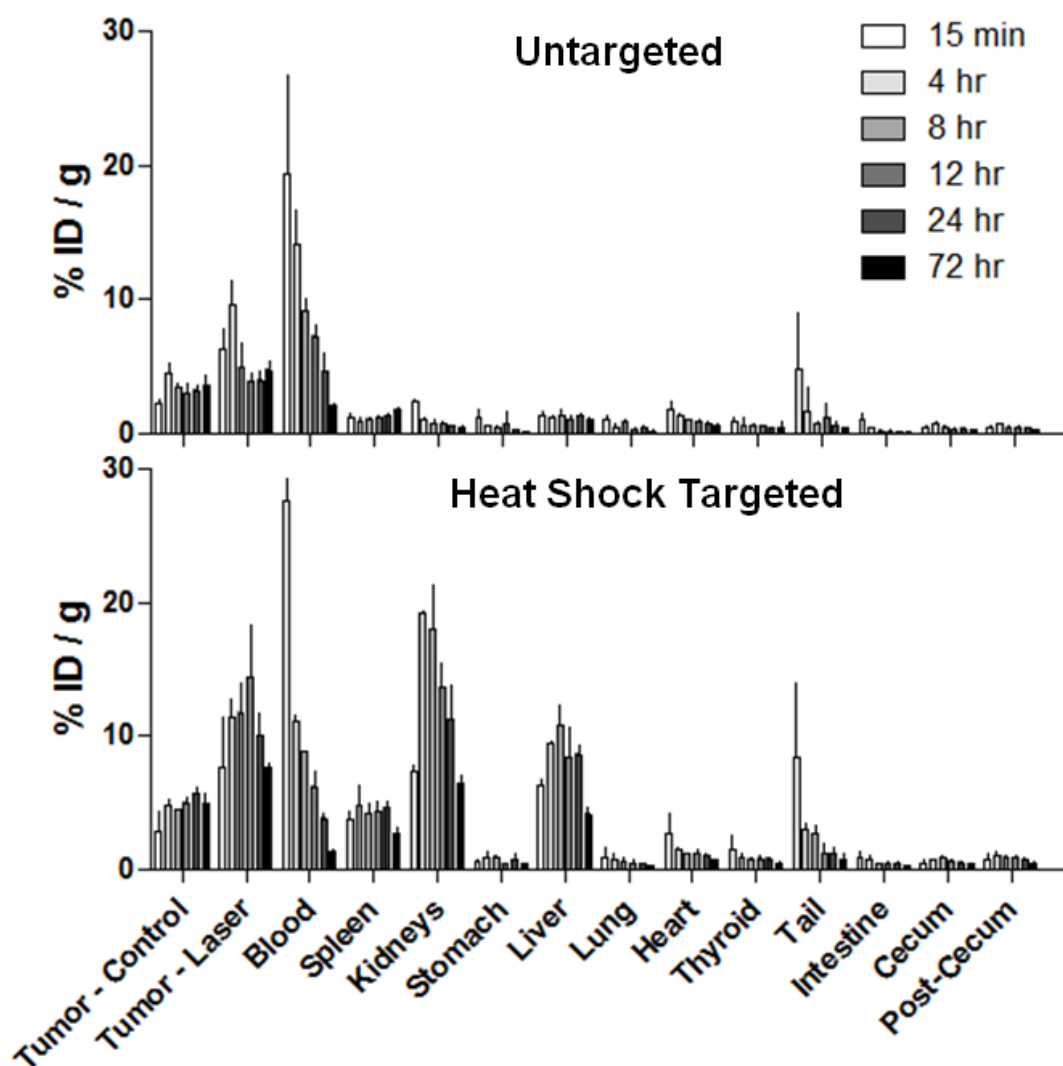 % ID / g
30
20
10
0
Untargeted
15 min
4 hr
8 hr
12 hr
24 hr
72 hr
% ID / g
30
20
10
0
Heat Shock Targeted
Tumor - Control
Tumor - Laser
Blood
Spleen
Kidneys
Stomach
Liver
Lung
Heart
Thyroid
Tail
Intestine
Cecum
Post-Cecum